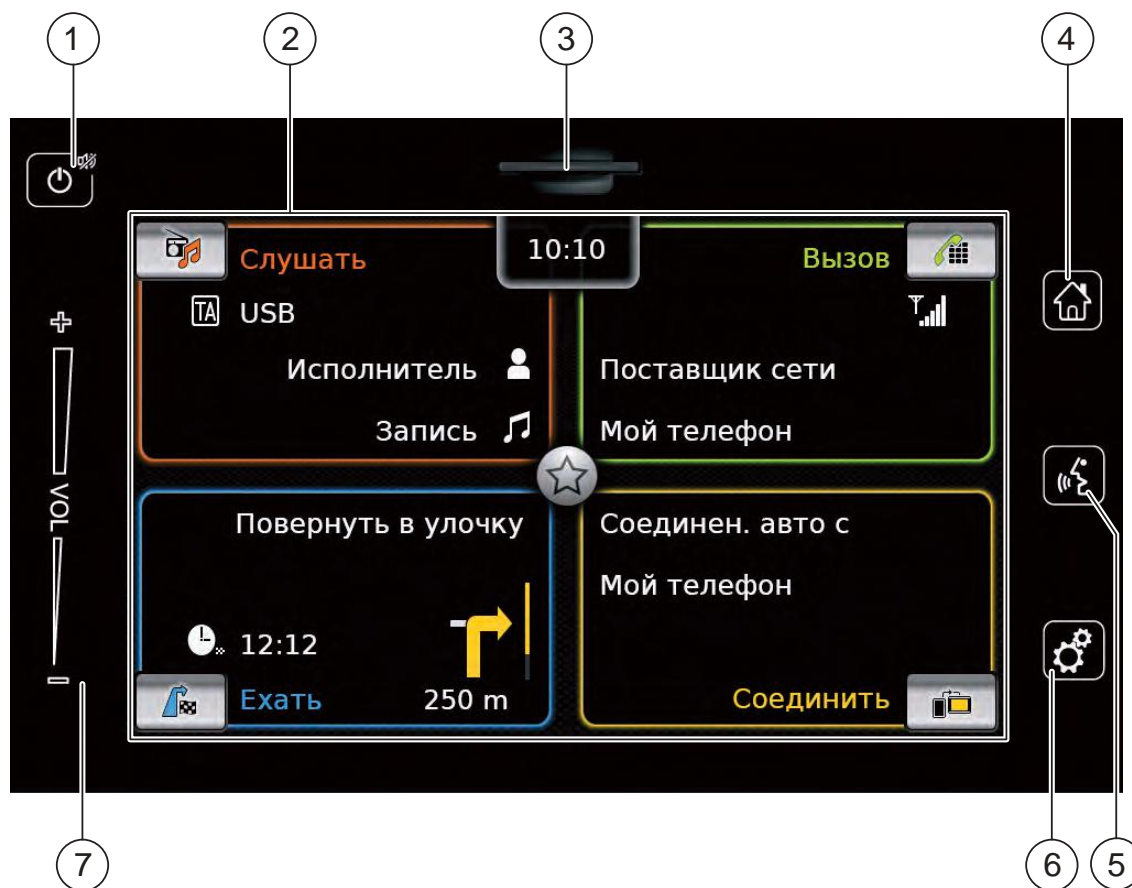 1 2 3 4
10:10
Слушать
TA USB
Исполнитель
Запись
Вызов
Поставщик сети
Мой телефон
VOL
Повернуть в улочку
12:12
Ехать 250 m
Соединен. авто с
Мой телефон
Соединить
7 6 5